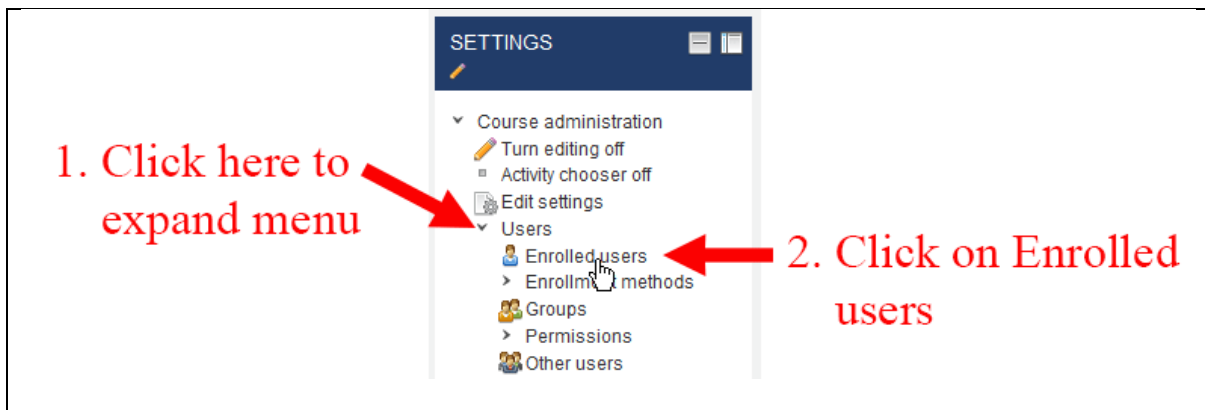 SETTINGS
Course administration
Turn editing off
Activity chooser off
Edit settings
Users
Enrolled users
Enrollment methods
Groups
Permissions
Other users
1. Click here to
expand menu
2. Click on Enrolled
users